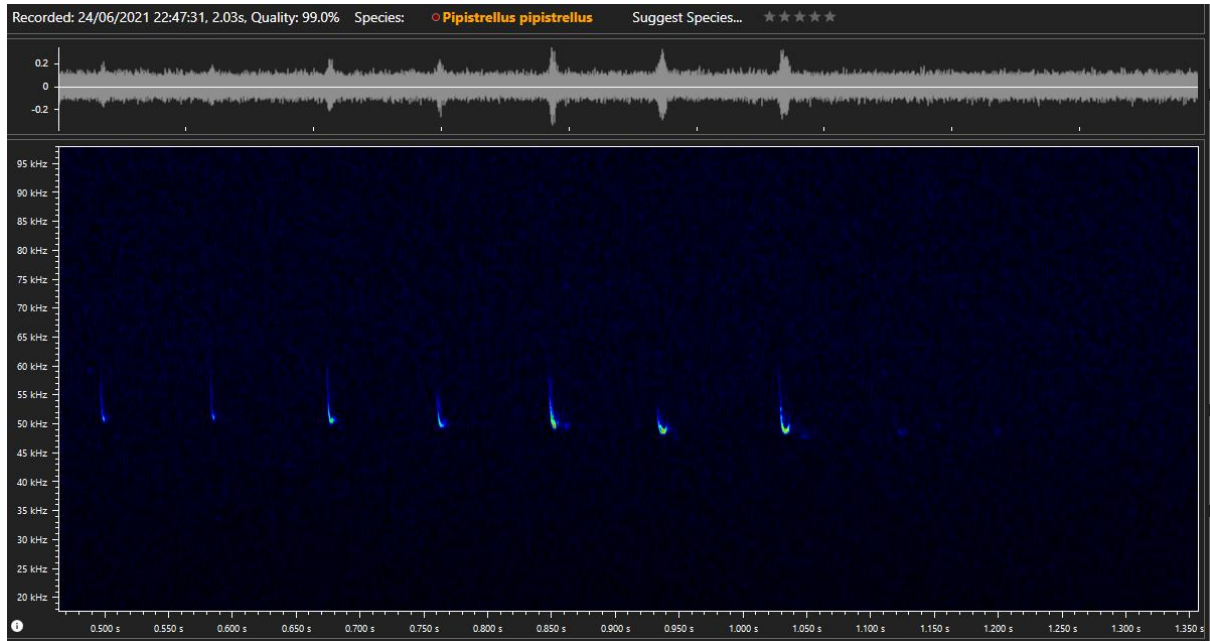 Recorded: 24/06/2021 22:47:31, 2.03s, Quality: 99.0% Species: Pipistrellus pipistrellus Suggest Species...
0.2
0
-0.2
95 kHz
90 kHz
85 kHz
80 kHz
75 kHz
70 kHz
65 kHz
60 kHz
55 kHz
50 kHz
45 kHz
40 kHz
35 kHz
30 kHz
25 kHz
20 kHz
0.500 s 0.550 s 0.600 s 0.650 s 0.700 s 0.750 s 0.800 s 0.850 s 0.900 s 0.950 s 1.000 s 1.050 s 1.100 s 1.150 s 1.200 s 1.250 s 1.300 s 1.350 s